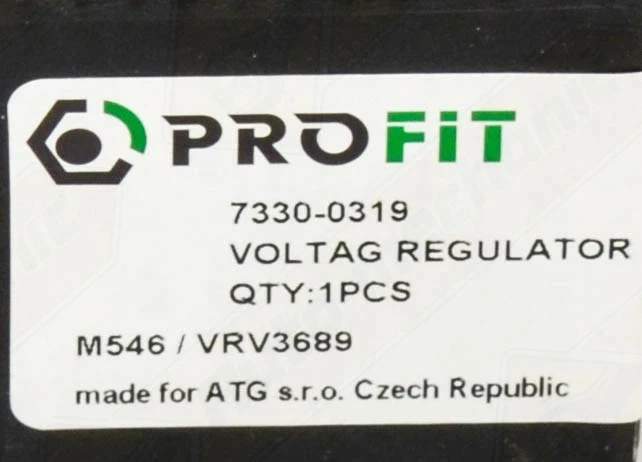 PROFiT
7330-0319
VOLTAG REGULATOR
QTY:1PCS
M546 / VRV3689
made for ATG s.r.o. Czech Republic